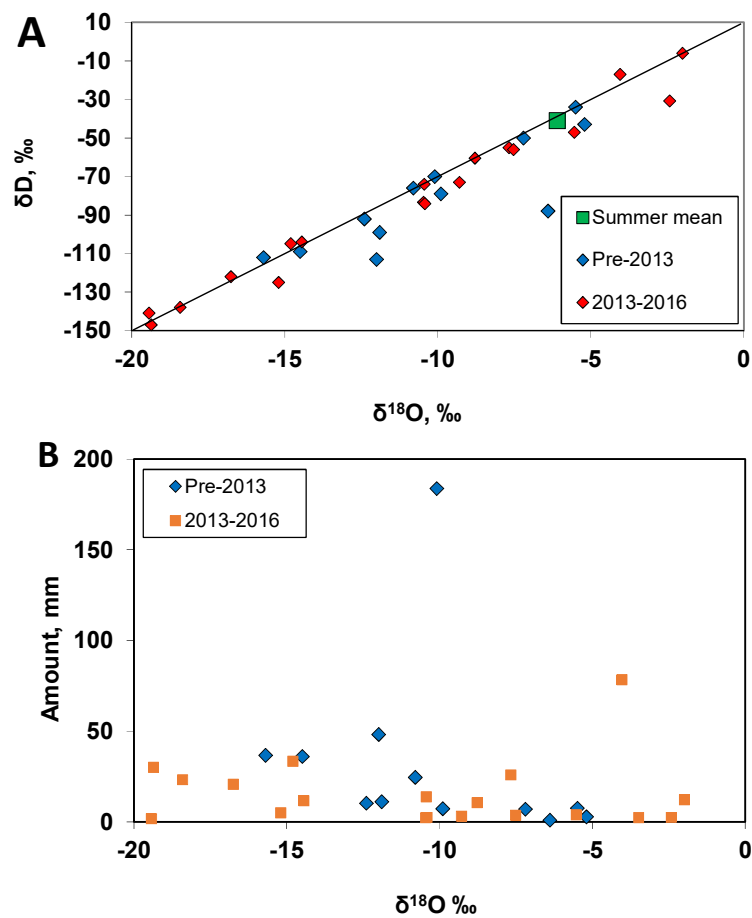 A
10
-10
-30
-50
-70
-90
-110
-130
-150
δD, ‰
Summer mean
Pre-2013
2013-2016
-20 -15 -10 -5 0
δ¹⁸O, ‰
B
200
150
100
50
0
Amount, mm
Pre-2013
2013-2016
-20 -15 -10 -5 0
δ¹⁸O ‰